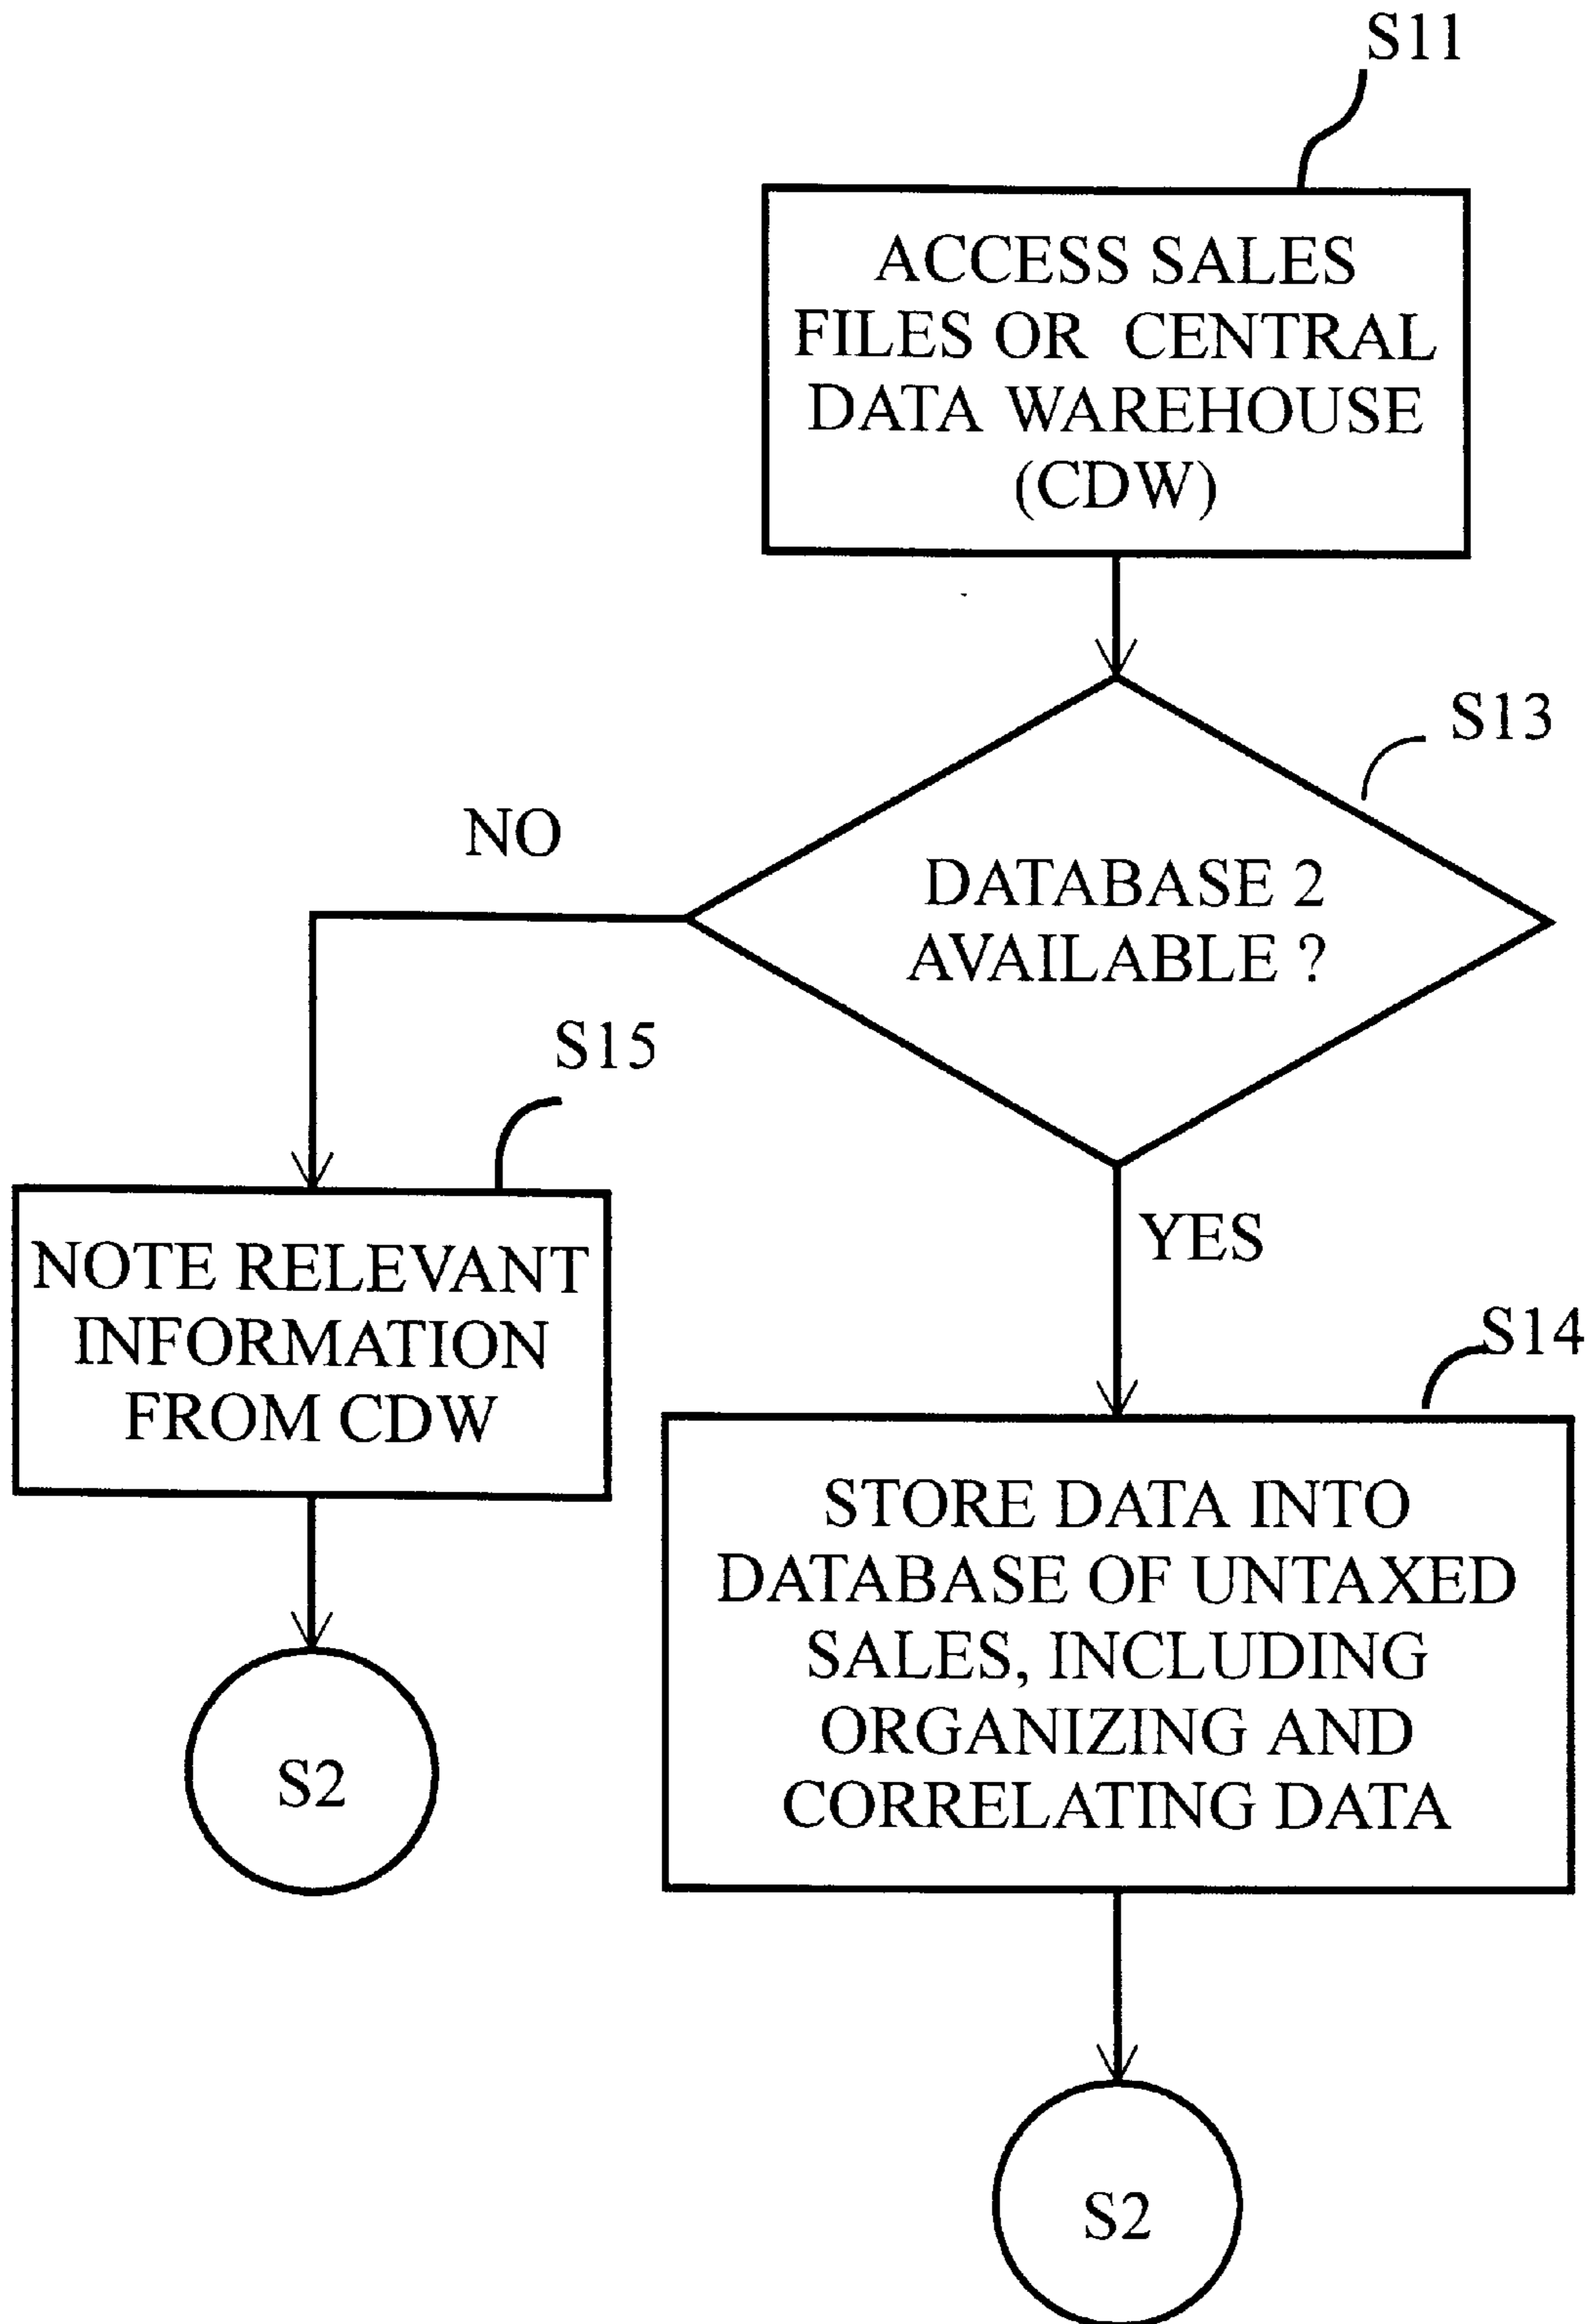 S11
ACCESS SALES
FILES OR CENTRAL
DATA WAREHOUSE
(CDW)
S13
NO
DATABASE 2
AVAILABLE ?
S15
YES
NOTE RELEVANT
INFORMATION
FROM CDW
S14
STORE DATA INTO
DATABASE OF UNTAXED
SALES, INCLUDING
ORGANIZING AND
CORRELATING DATA
S2
S2